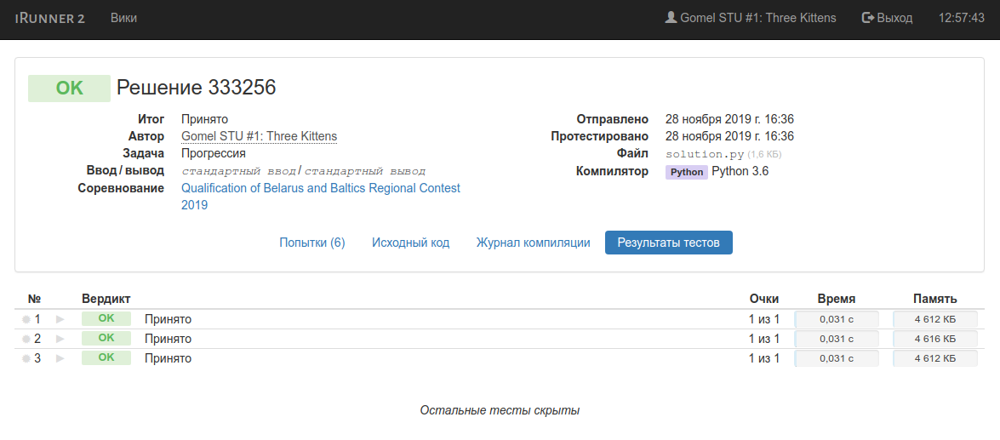 iRunner 2 Вики Gomel STU #1: Three Kittens Выход 12:57:43
OK Решение 333256
Итог Принято
Автор Gomel STU #1: Three Kittens
Задача Прогрессия
Ввод / вывод стандартный ввод / стандартный вывод
Соревнование Qualification of Belarus and Baltics Regional Contest
2019
Отправлено 28 ноября 2019 г. 16:36
Протестировано 28 ноября 2019 г. 16:36
Файл solution.py (1,6 КБ)
Компилятор Python Python 3.6
Попытки (6) Исходный код Журнал компиляции Результаты тестов
№ Вердикт Очки Время Память
1 OK Принято 1 из 1 0,031 с 4 612 КБ
2 OK Принято 1 из 1 0,031 с 4 616 КБ
3 OK Принято 1 из 1 0,031 с 4 612 КБ
Остальные тесты скрыты